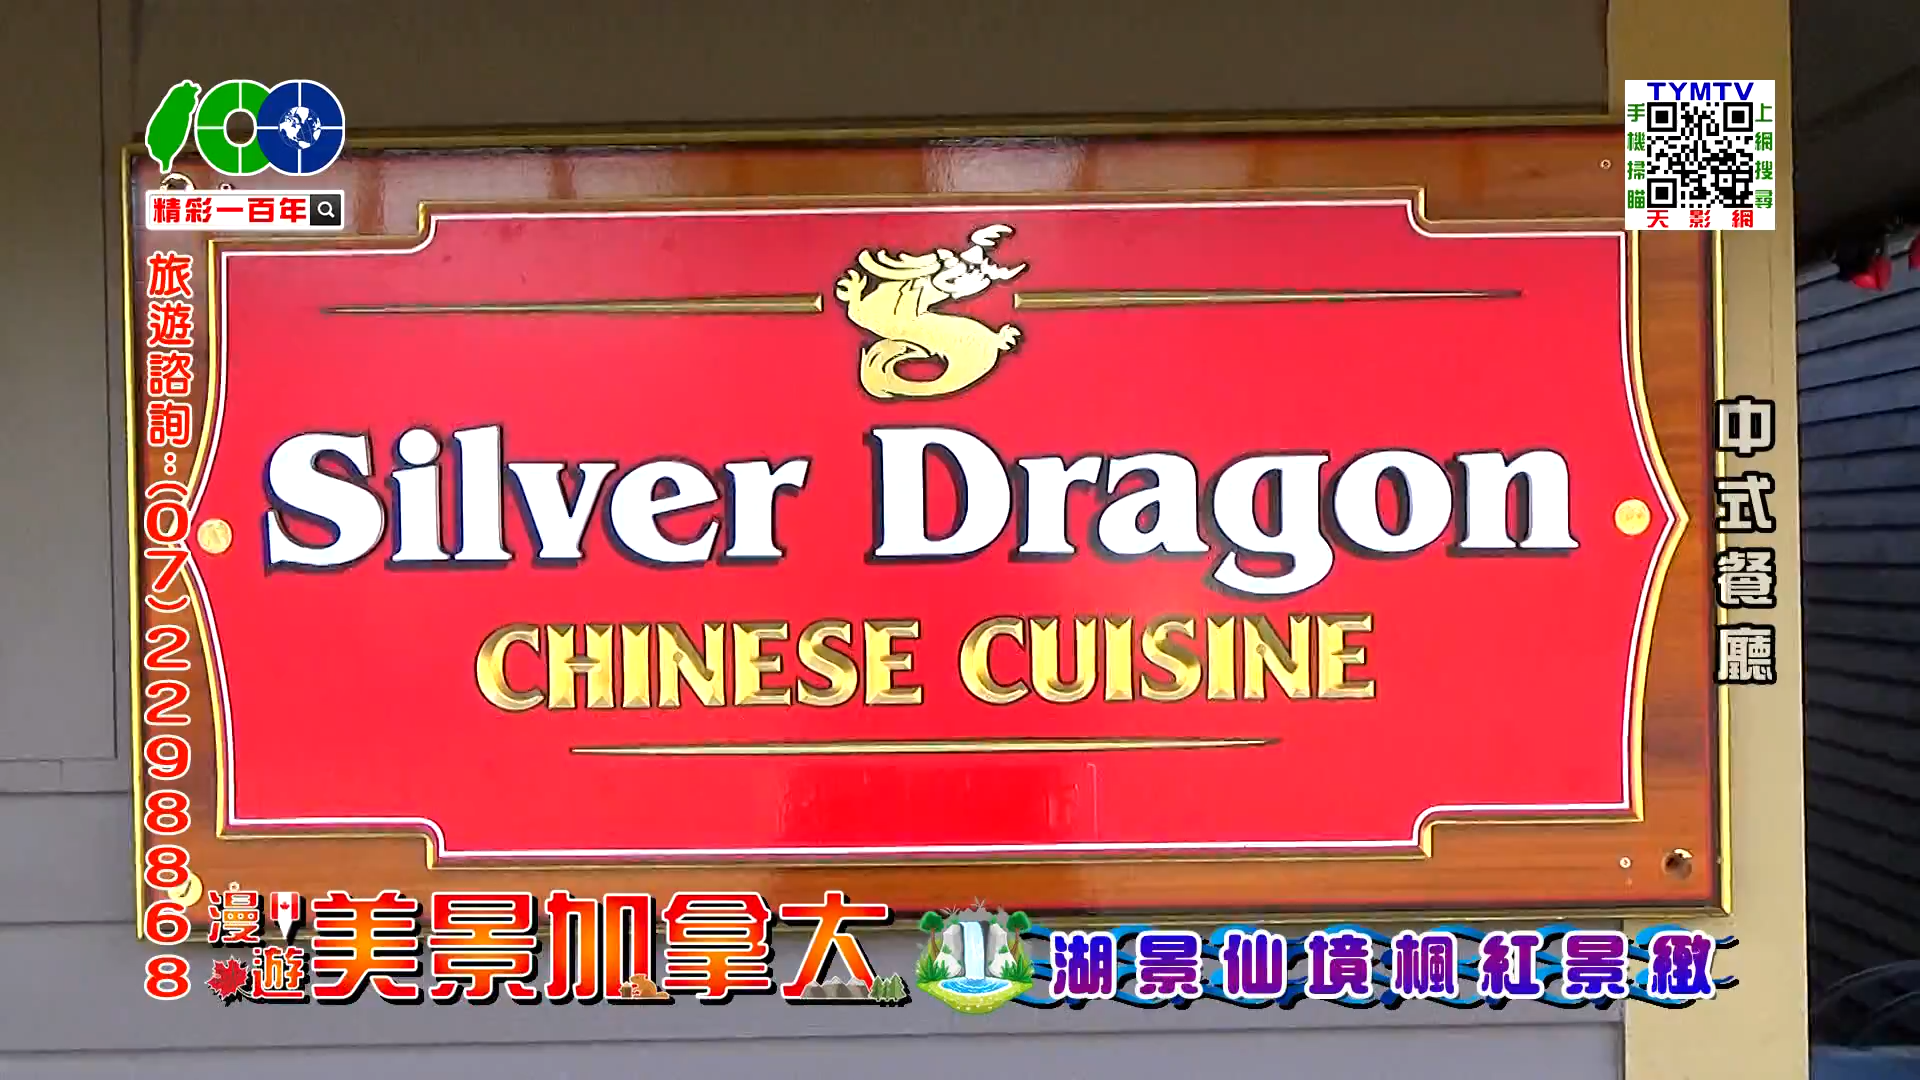 100
精彩一百年
TYMTV
手機掃瞄
上網搜尋
天影網
旅遊諮詢:(07)22298868
Silver Dragon
CHINESE CUISINE
中式餐廳
漫遊美景加拿大
湖景仙境楓紅景緻